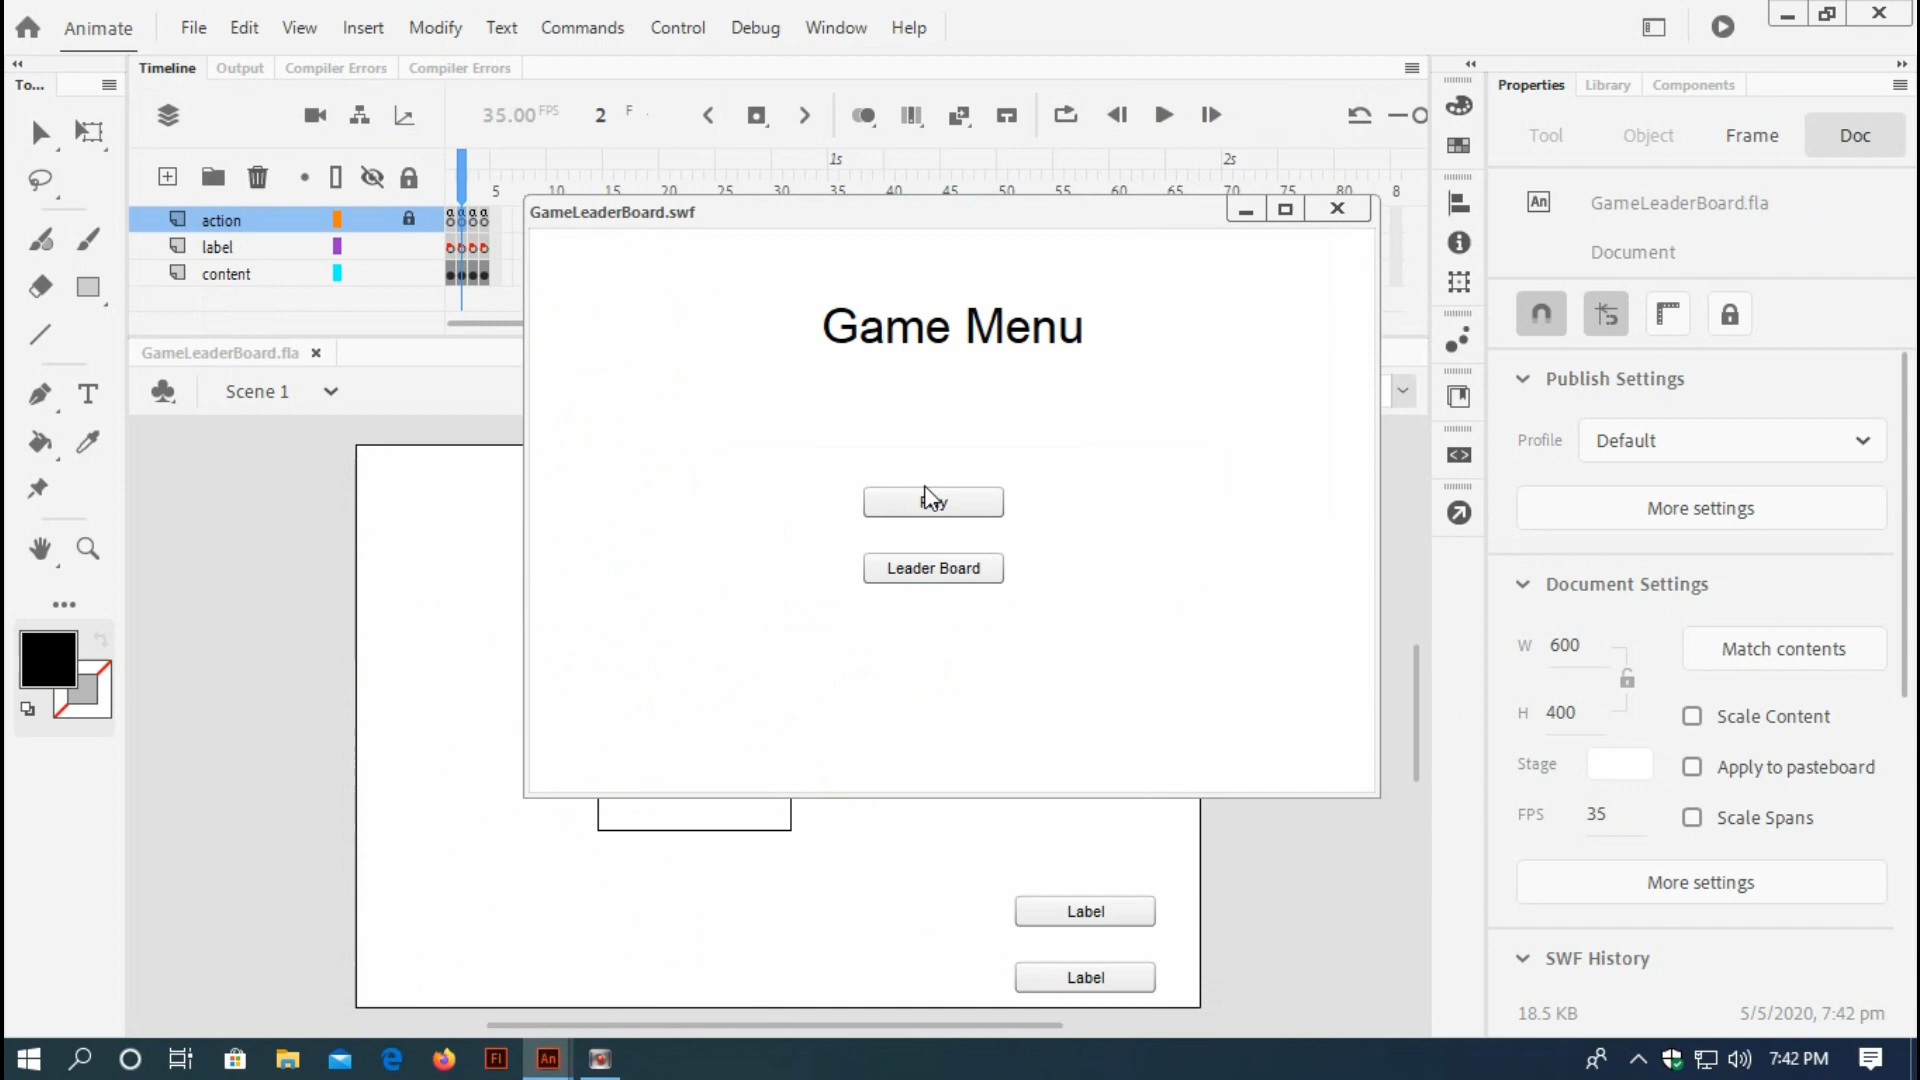 Animate File Edit View Insert Modify Text Commands Control Debug Window Help
To... Timeline Output Compiler Errors Compiler Errors
Properties Library Components
35.00 FPS 2 F
Tool Object Frame Doc
1s 2s
5 10 15 20 25 30 35 40 45 50 55 60 65 70 75 80 8
action
label
content
GameLeaderBoard.swf
An GameLeaderBoard.fla
Document
Game Menu
GameLeaderBoard.fla
Scene 1
Publish Settings
Profile Default
More settings
Leader Board
Document Settings
W 600 Match contents
H 400 Scale Content
Stage Apply to pasteboard
FPS 35 Scale Spans
More settings
Label
Label
SWF History
18.5 KB 5/5/2020, 7:42 pm
Fl An 7:42 PM